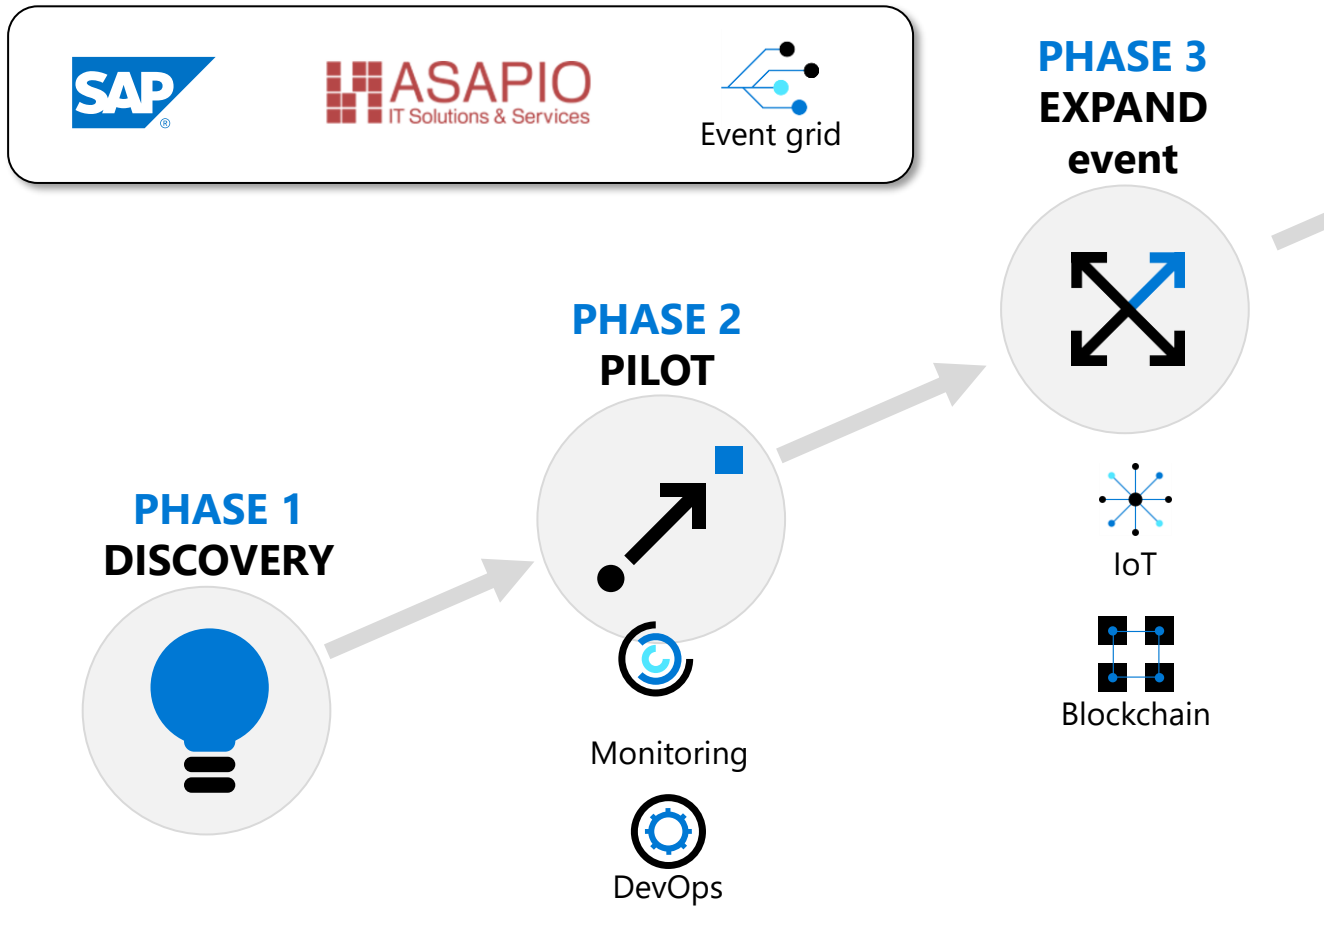 SAP
®
ASAPIO
IT Solutions & Services
Event grid
PHASE 1
DISCOVERY
PHASE 2
PILOT
Monitoring
DevOps
PHASE 3
EXPAND
event
IoT
Blockchain